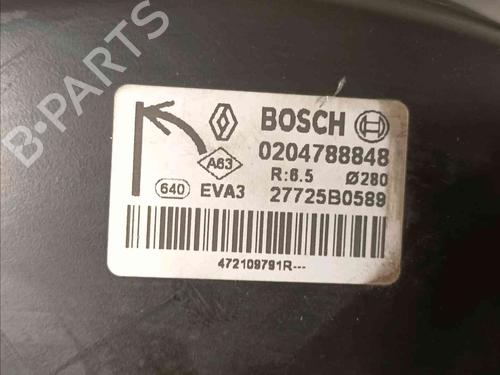 B-PARTS
BOSCH
A63
0204788848
R:6.5 Ø280
640 EVA3 27725B0589
472109791R---